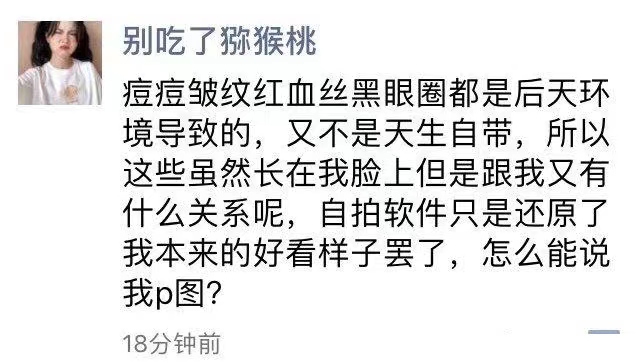 别吃了猕猴桃
痘痘皱纹红血丝黑眼圈都是后天环
境导致的，又不是天生自带，所以
这些虽然长在我脸上但是跟我又有
什么关系呢，自拍软件只是还原了
我本来的好看样子罢了，怎么能说
我p图？
18分钟前